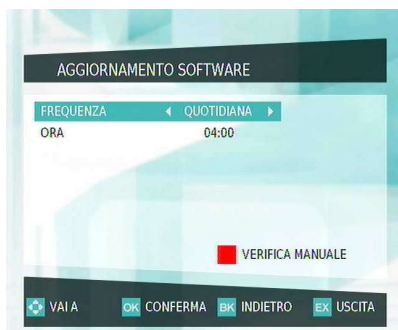 AGGIORNAMENTO SOFTWARE
FREQUENZA QUOTIDIANA
ORA 04:00
VERIFICA MANUALE
VAI A OK CONFERMA BK INDIETRO EX USCITA